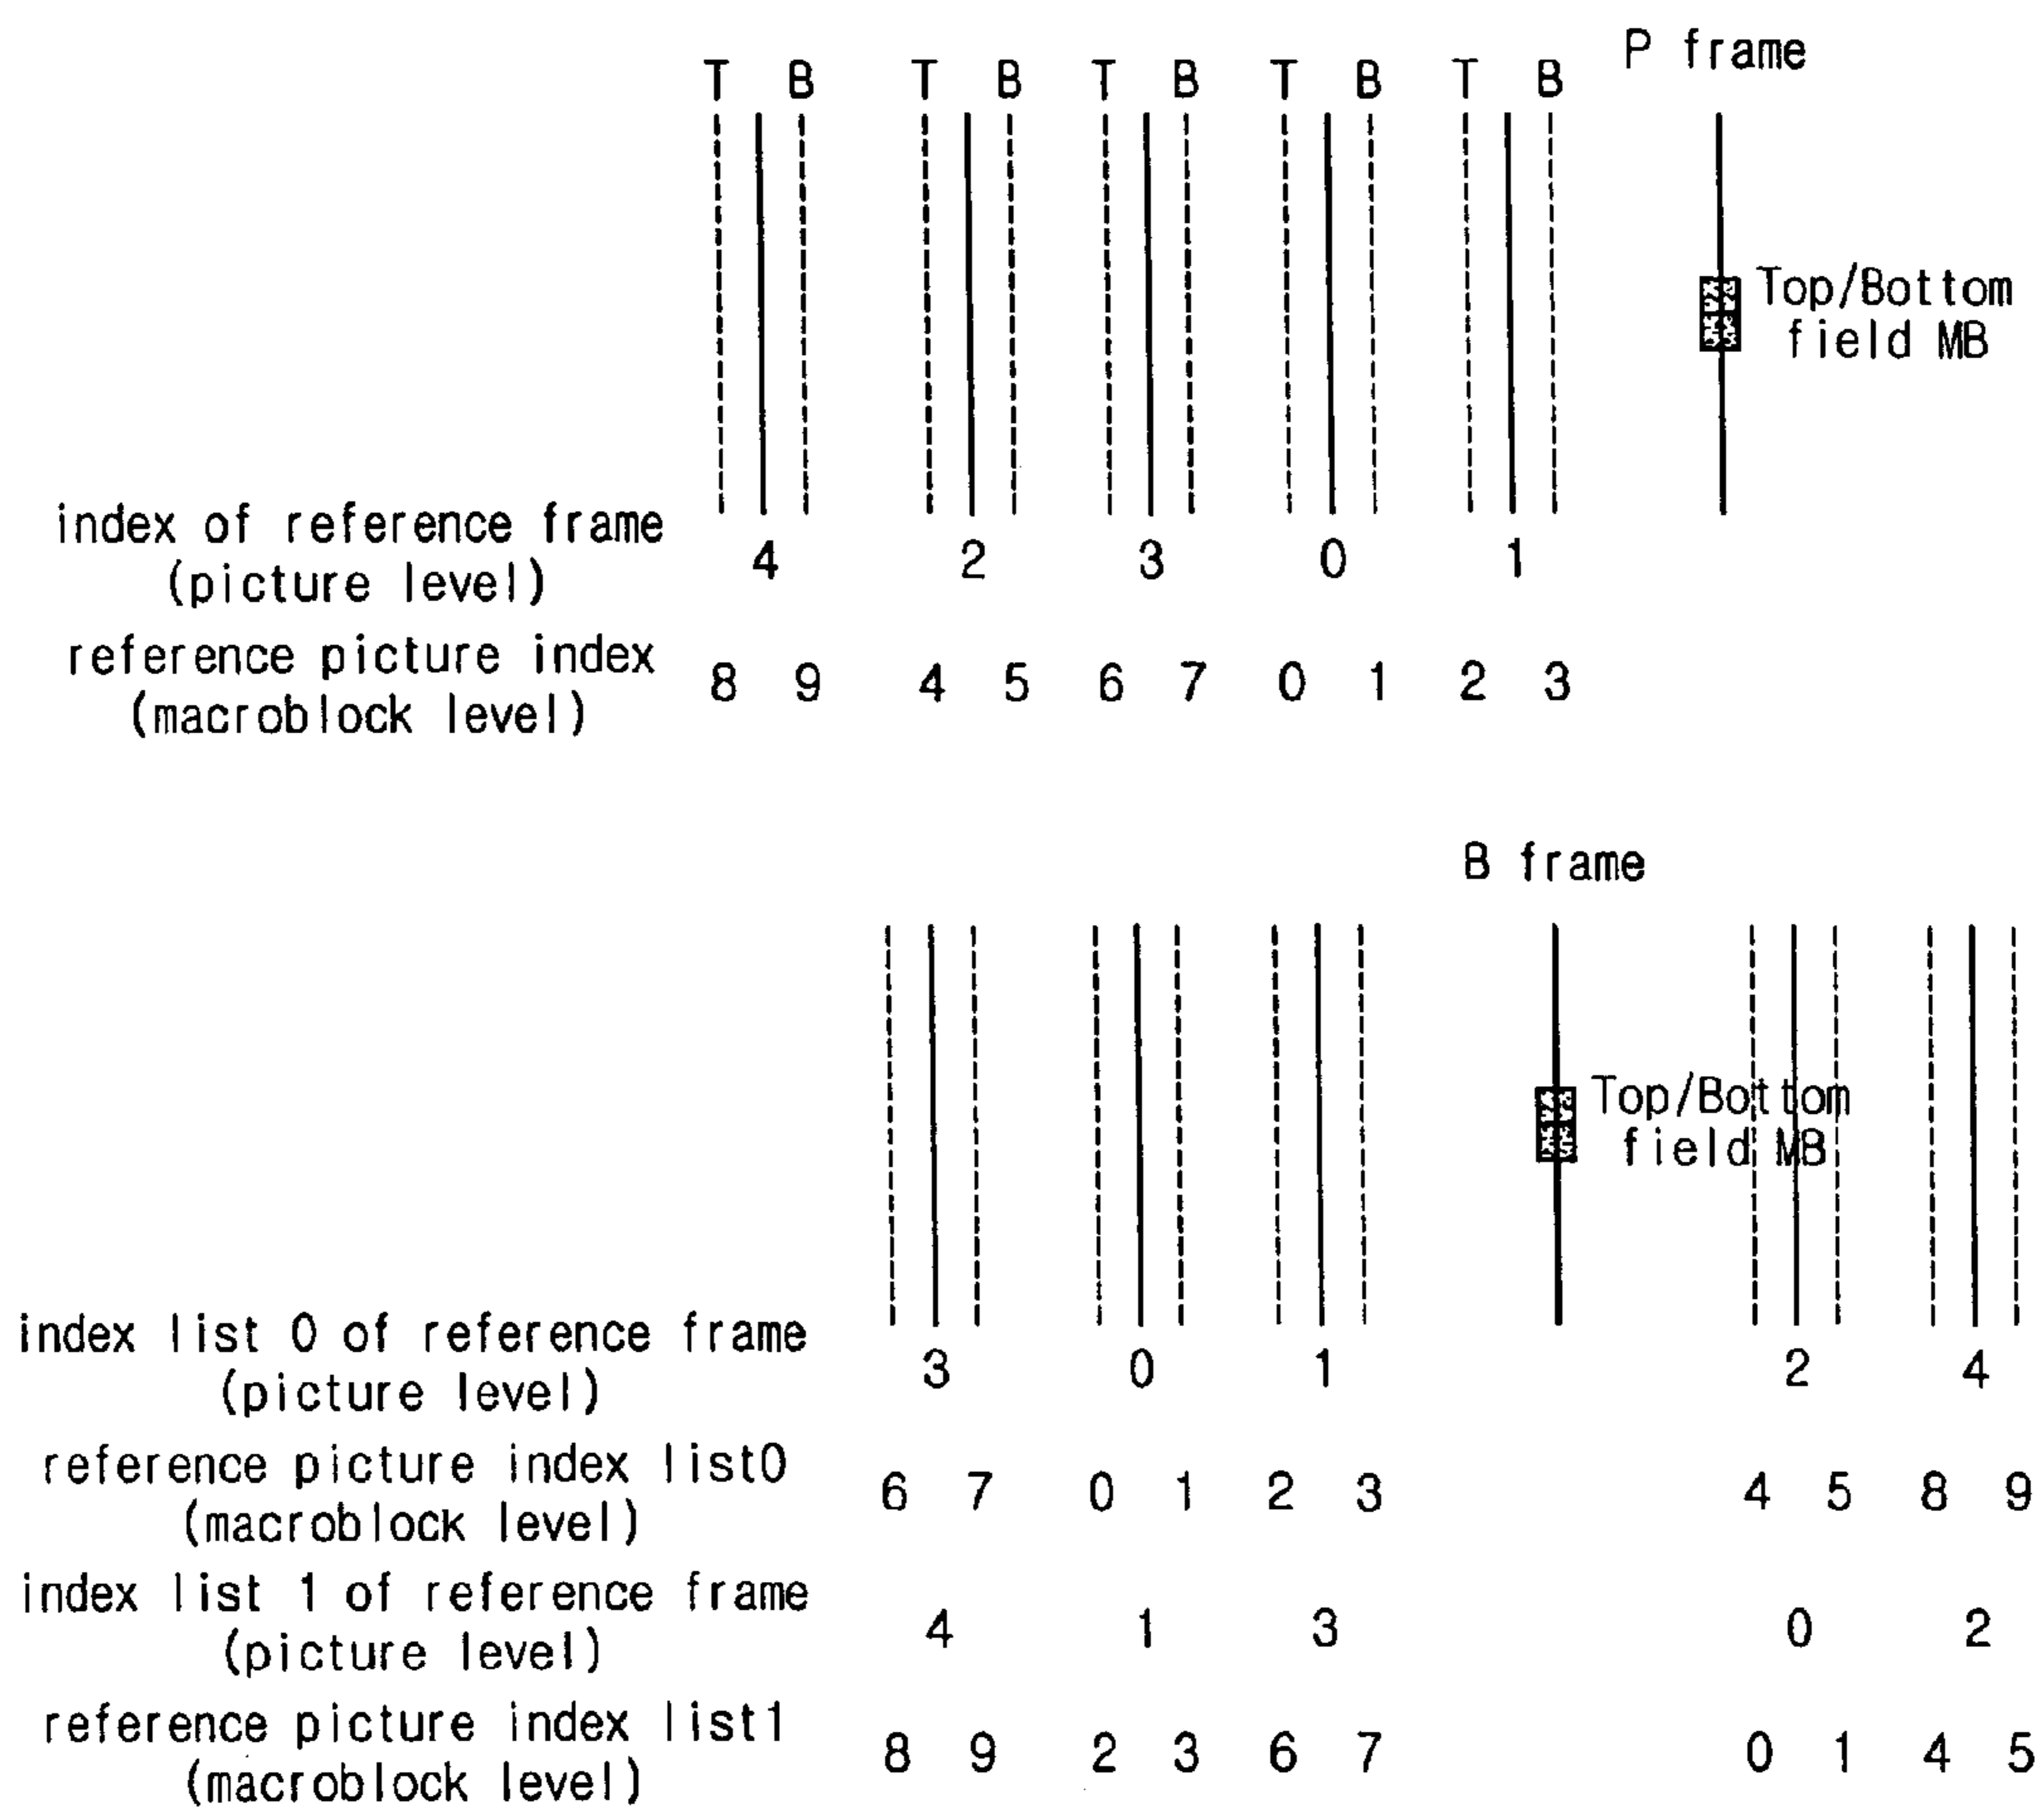 P frame
T B T B T B T B T B
Top/Bottom
field MB
index of reference frame
(picture level)
4 2 3 0 1
reference picture index
(macroblock level)
8 9 4 5 6 7 0 1 2 3
B frame
Top/Bottom
field MB
index list 0 of reference frame
(picture level)
3 0 1 2 4
reference picture index list0
(macroblock level)
6 7 0 1 2 3 4 5 8 9
index list 1 of reference frame
(picture level)
4 1 3 0 2
reference picture index list1
(macroblock level)
8 9 2 3 6 7 0 1 4 5